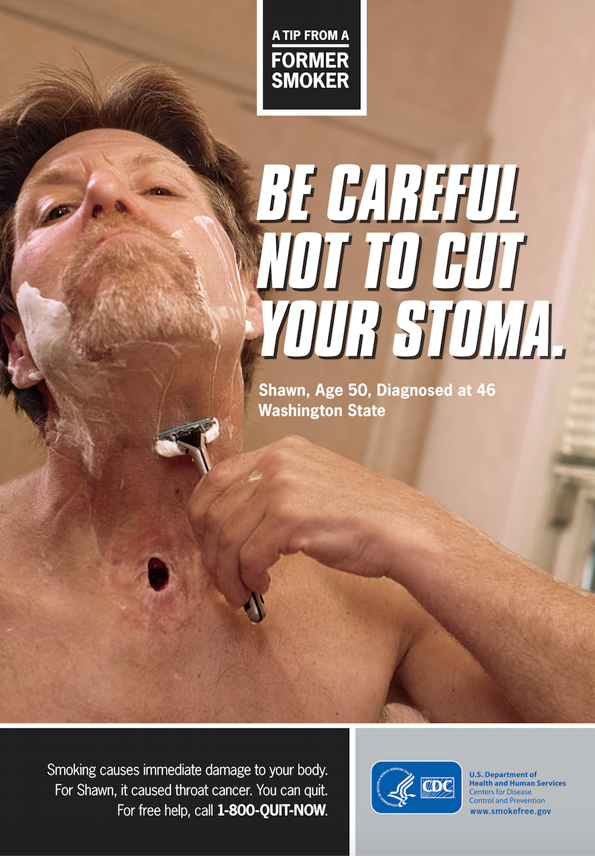 A TIP FROM A
FORMER
SMOKER
BE CAREFUL
NOT TO CUT
YOUR STOMA.
Shawn, Age 50, Diagnosed at 46
Washington State
Smoking causes immediate damage to your body.
For Shawn, it caused throat cancer. You can quit.
For free help, call 1-800-QUIT-NOW.
CDC
U.S. Department of
Health and Human Services
Centers for Disease
Control and Prevention
www.smokefree.gov